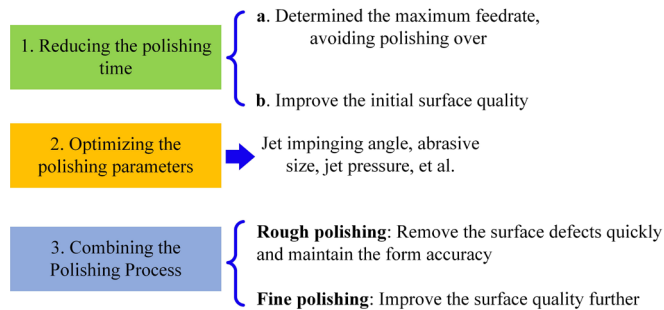 1. Reducing the polishing
time
a. Determined the maximum feedrate,
avoiding polishing over
b. Improve the initial surface quality
2. Optimizing the
polishing parameters
Jet impinging angle, abrasive
size, jet pressure, et al.
3. Combining the
Polishing Process
Rough polishing: Remove the surface defects quickly
and maintain the form accuracy
Fine polishing: Improve the surface quality further